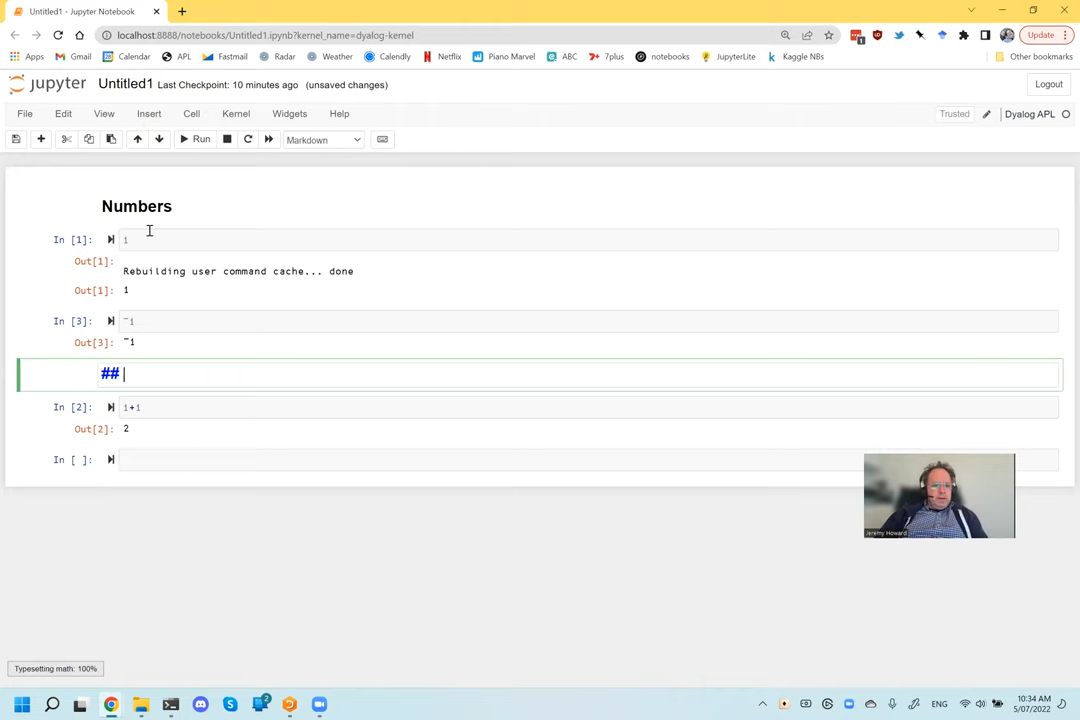 Untitled1 - Jupyter Notebook
localhost:8888/notebooks/Untitled1.ipynb?kernel_name=dyalog-kernel
1
Update
Apps Gmail Calendar APL Fastmail Radar Weather Calendly Netflix Piano Marvel ABC 7plus notebooks JupyterLite Kaggle NBs Other bookmarks
jupyter Untitled1 Last Checkpoint: 10 minutes ago (unsaved changes) Logout
File Edit View Insert Cell Kernel Widgets Help Trusted Dyalog APL
Run Markdown
Numbers
In [1]: 1
Out[1]:
Rebuilding user command cache... done
Out[1]: 1
In [3]: ¯1
Out[3]: ¯1
##
In [2]: 1+1
Out[2]: 2
In [ ]:
Jeremy Howard
Typesetting math: 100%
2
ENG
10:34 AM
5/07/2022